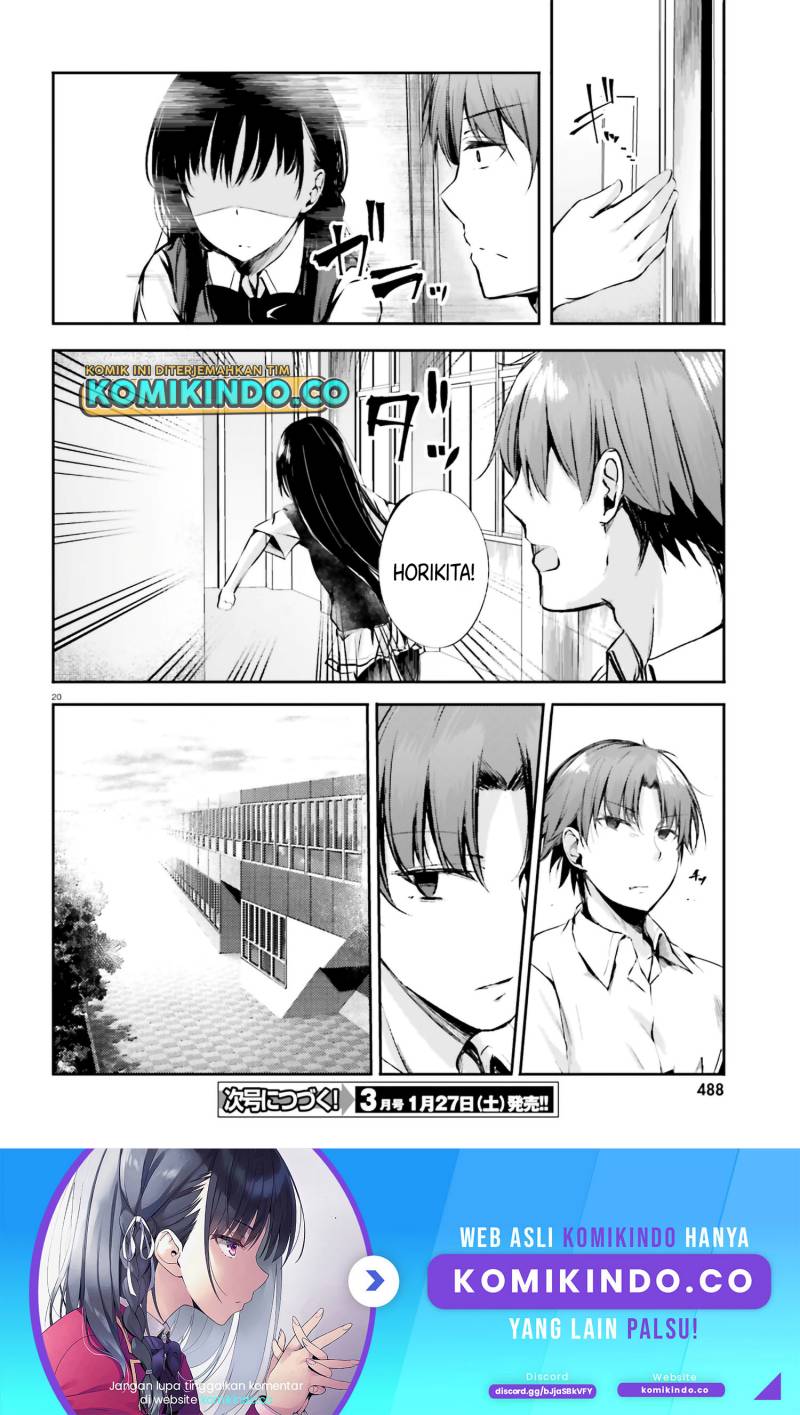 ギ…
ガラッ
KOMIK INI DITERJEMAHKAN TIM
KOMIKINDO.CO
ダッ
HORIKITA!
20
488
次号につづく! 3月号 1月27日(土)発売!!
WEB ASLI KOMIKINDO HANYA
KOMIKINDO.CO
YANG LAIN PALSU!
Jangan lupa tinggalkan komentar
di website komikindo.co
Discord
discord.gg/bJjaSBkVFY
Website
komikindo.co